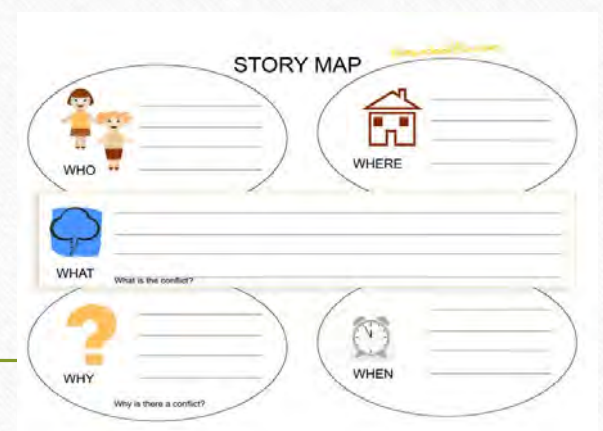 STORY MAP
WHO
WHERE
WHAT
What is the conflict?
WHY
Why is there a conflict?
WHEN